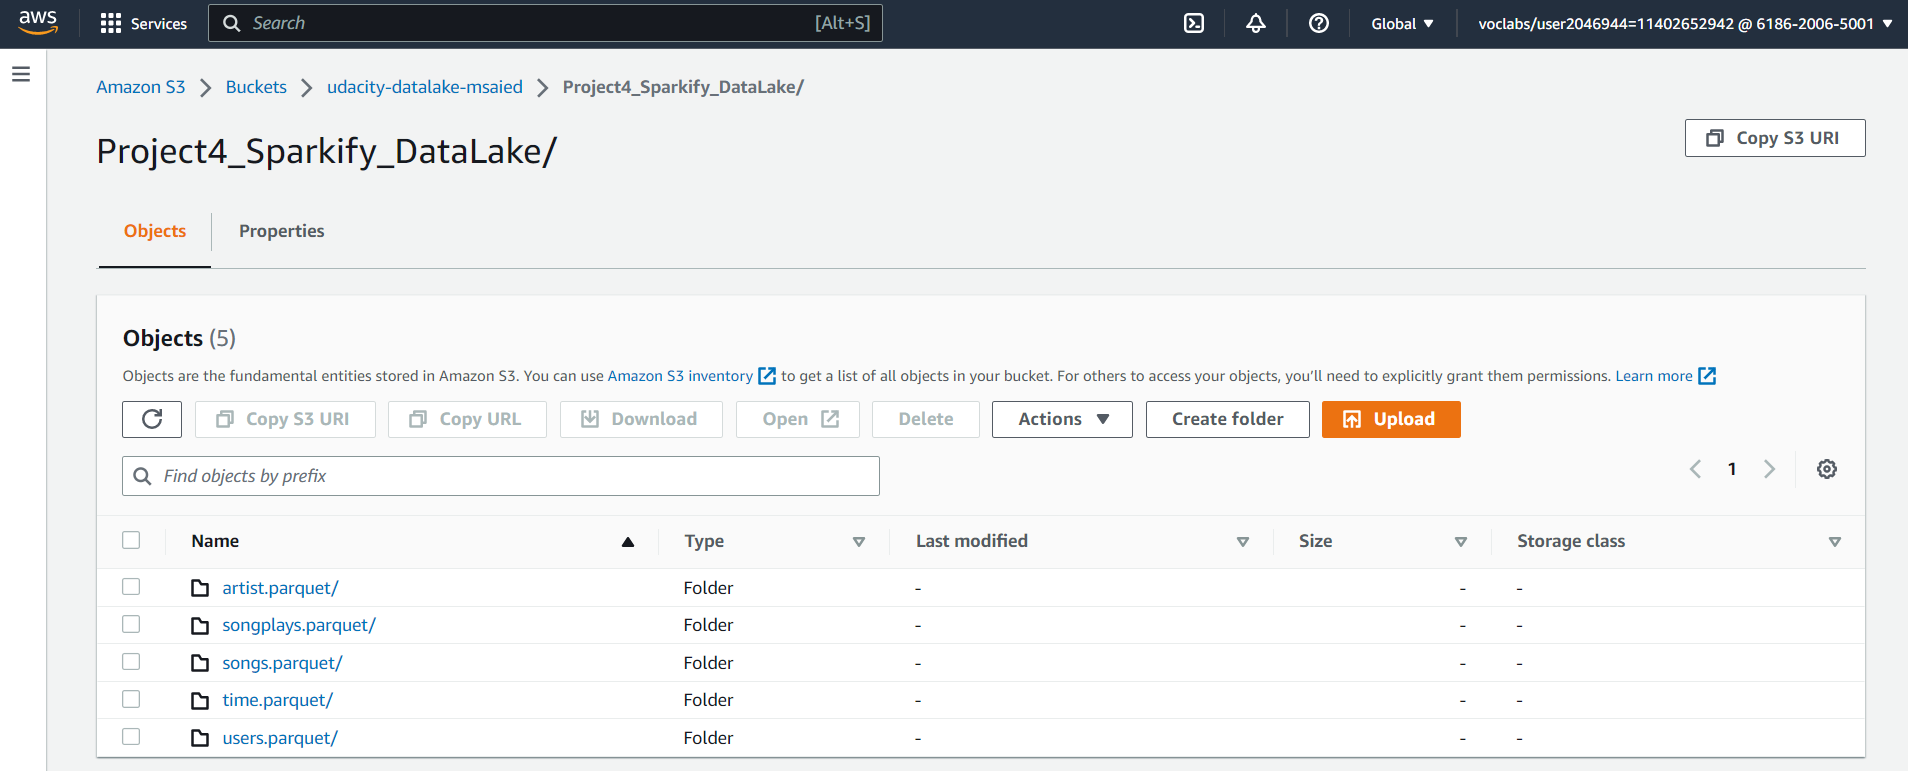 aws Services Search [Alt+S] Global voclabs/user2046944=11402652942 @ 6186-2006-5001
Amazon S3 Buckets udacity-datalake-msaied Project4_Sparkify_DataLake/
Project4_Sparkify_DataLake/ Copy S3 URI
Objects Properties
Objects (5)
Objects are the fundamental entities stored in Amazon S3. You can use Amazon S3 inventory to get a list of all objects in your bucket. For others to access your objects, you’ll need to explicitly grant them permissions. Learn more
Copy S3 URI Copy URL Download Open Delete Actions Create folder Upload
Find objects by prefix 1
Name Type Last modified Size Storage class
artist.parquet/ Folder - - -
songplays.parquet/ Folder - - -
songs.parquet/ Folder - - -
time.parquet/ Folder - - -
users.parquet/ Folder - - -